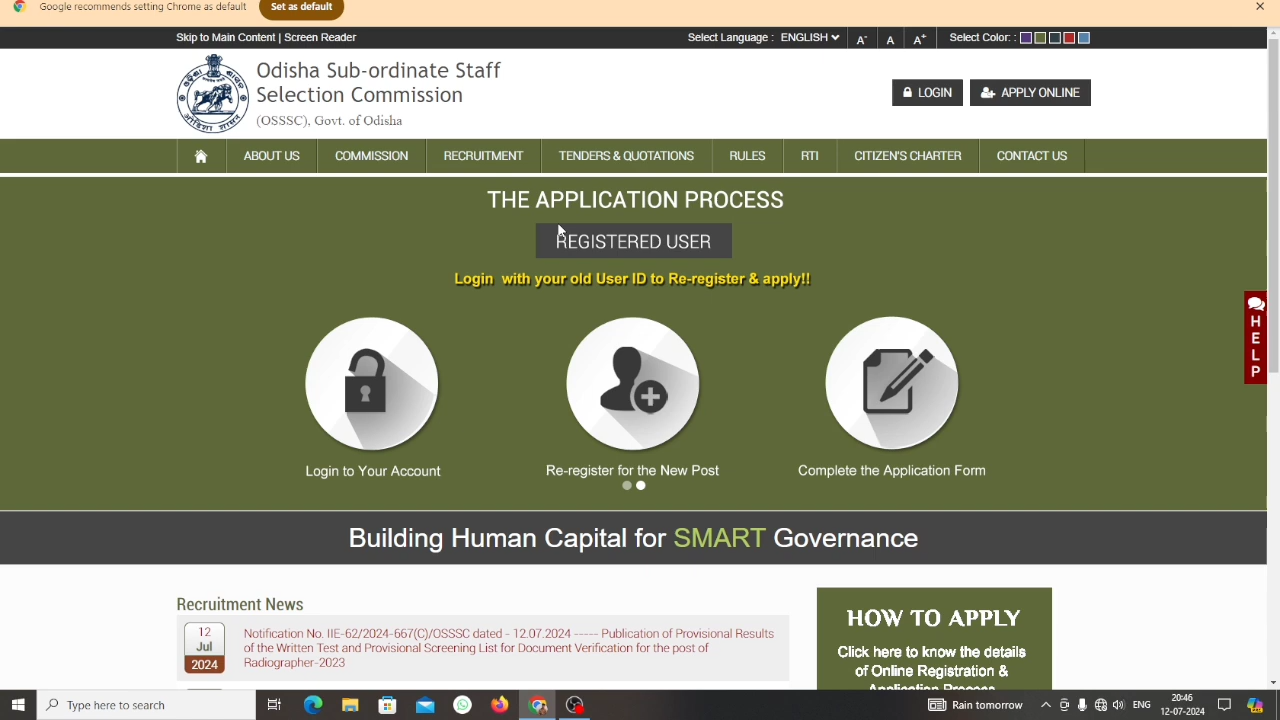 Google recommends setting Chrome as default
Set as default
Skip to Main Content | Screen Reader
Select Language : ENGLISH
A-
A
A+
Select Color: :
Odisha Sub-ordinate Staff
Selection Commission
(OSSSC), Govt. of Odisha
LOGIN
APPLY ONLINE
ABOUT US
COMMISSION
RECRUITMENT
TENDERS & QUOTATIONS
RULES
RTI
CITIZEN'S CHARTER
CONTACT US
THE APPLICATION PROCESS
REGISTERED USER
Login with your old User ID to Re-register & apply!!
HELP
Login to Your Account
Re-register for the New Post
Complete the Application Form
Building Human Capital for SMART Governance
Recruitment News
12
Jul
2024
Notification No. IIE-62/2024-667(C)/OSSSC dated - 12.07.2024 ----- Publication of Provisional Results
of the Written Test and Provisional Screening List for Document Verification for the post of
Radiographer-2023
HOW TO APPLY
Click here to know the details
of Online Registration &
Application Process
Type here to search
Rain tomorrow
ENG
20:46
12-07-2024